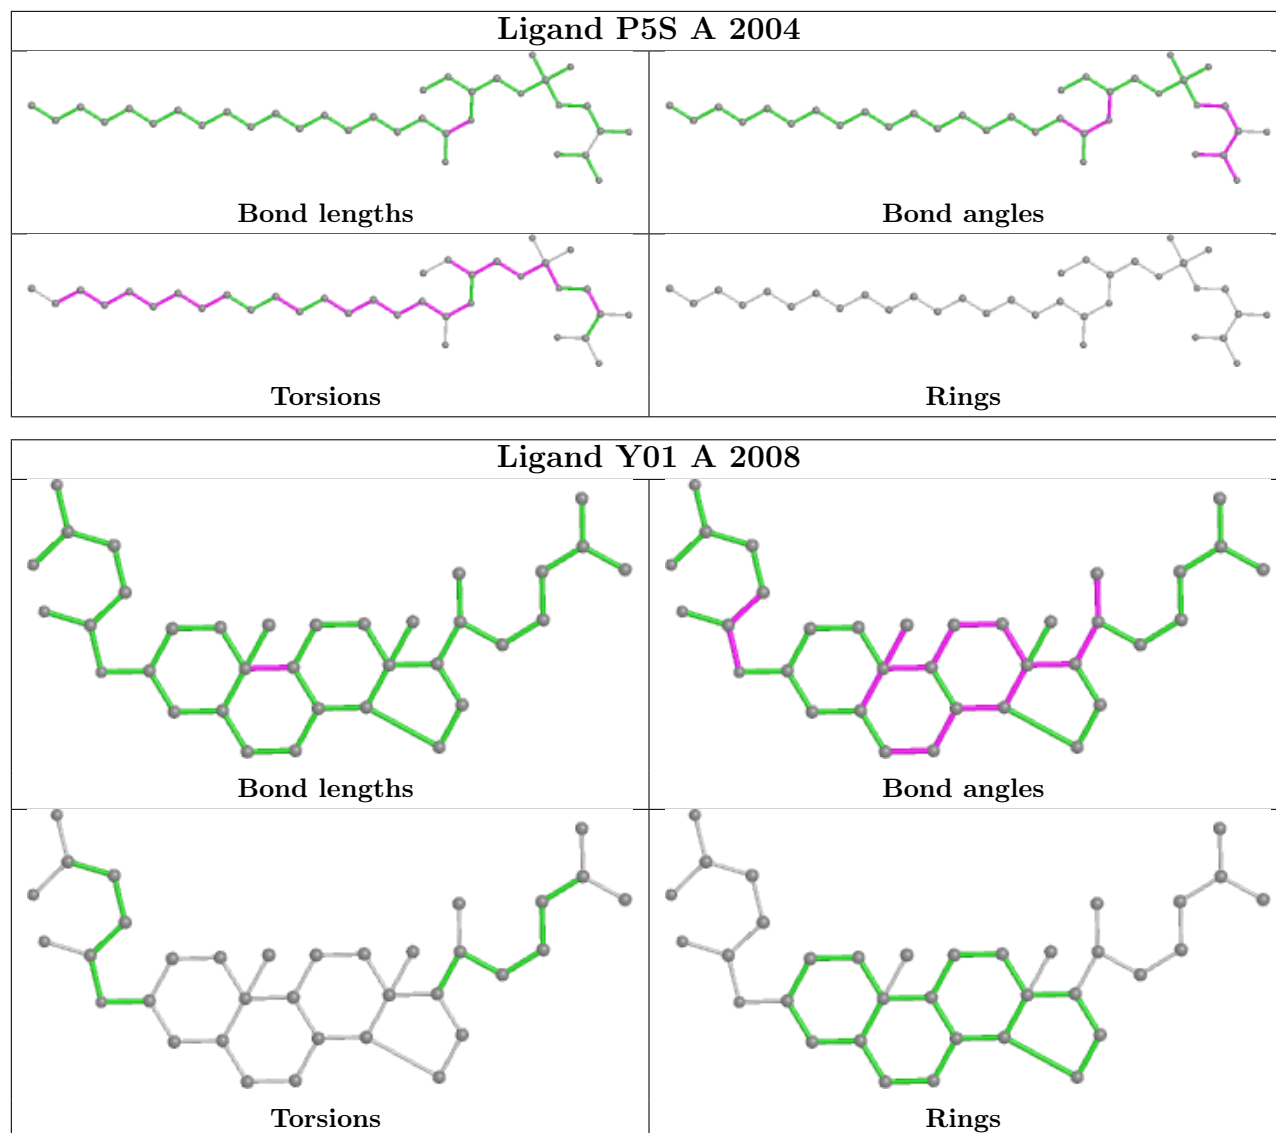 Ligand P5S A 2004
Bond lengths
Bond angles
Torsions
Rings
Ligand Y01 A 2008
Bond lengths
Bond angles
Torsions
Rings